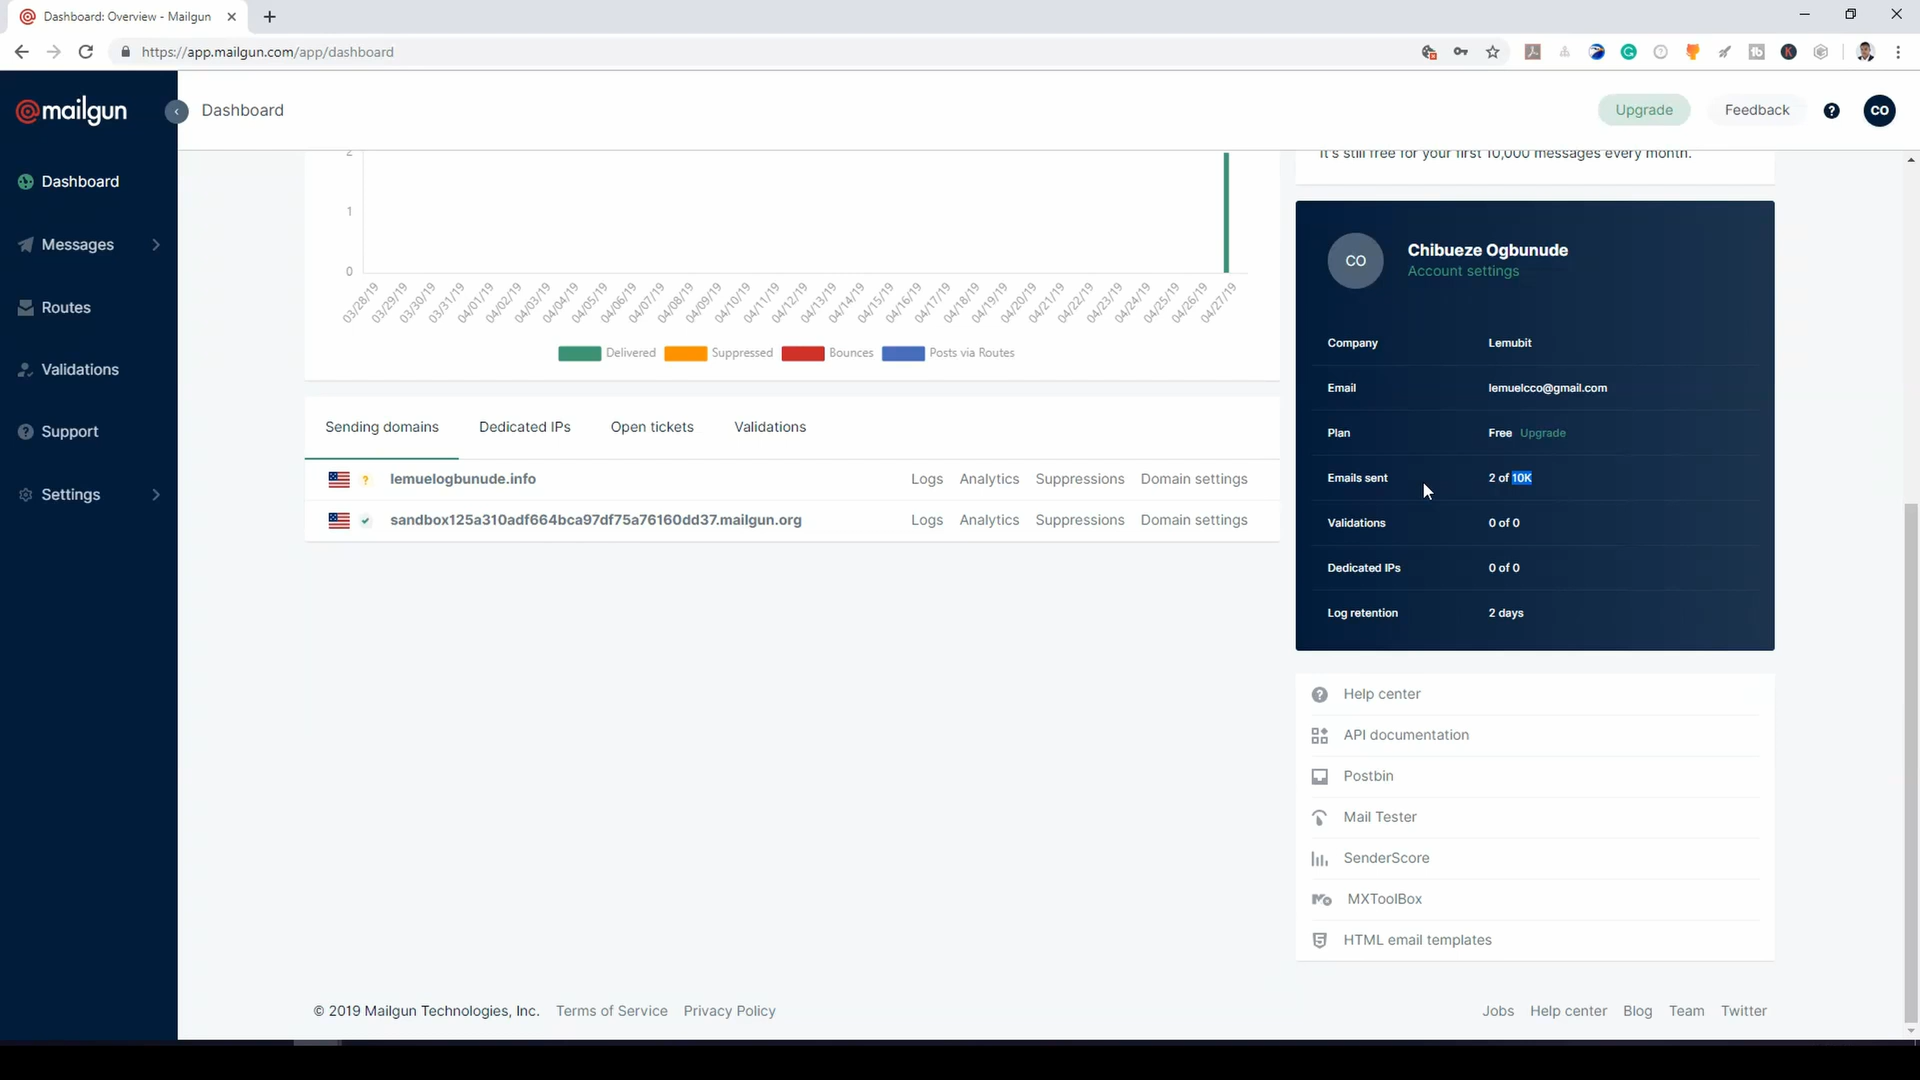 Dashboard: Overview - Mailgun
https://app.mailgun.com/app/dashboard
mailgun
Dashboard
Upgrade
Feedback
CO
Dashboard
Messages
Routes
Validations
Support
Settings
2
1
0
03/28/19 03/29/19 03/30/19 03/31/19 04/01/19 04/02/19 04/03/19 04/04/19 04/05/19 04/06/19 04/07/19 04/08/19 04/09/19 04/10/19 04/11/19 04/12/19 04/13/19 04/14/19 04/15/19 04/16/19 04/17/19 04/18/19 04/19/19 04/20/19 04/21/19 04/22/19 04/23/19 04/24/19 04/25/19 04/26/19 04/27/19
Delivered Suppressed Bounces Posts via Routes
Sending domains Dedicated IPs Open tickets Validations
lemuelogbunude.info Logs Analytics Suppressions Domain settings
sandbox125a310adf664bca97df75a76160dd37.mailgun.org Logs Analytics Suppressions Domain settings
It's still free for your first 10,000 messages every month.
CO
Chibueze Ogbunude
Account settings
Company Lemubit
Email lemuelcco@gmail.com
Plan Free Upgrade
Emails sent 2 of 10K
Validations 0 of 0
Dedicated IPs 0 of 0
Log retention 2 days
Help center
API documentation
Postbin
Mail Tester
SenderScore
MXToolBox
HTML email templates
© 2019 Mailgun Technologies, Inc. Terms of Service Privacy Policy
Jobs Help center Blog Team Twitter